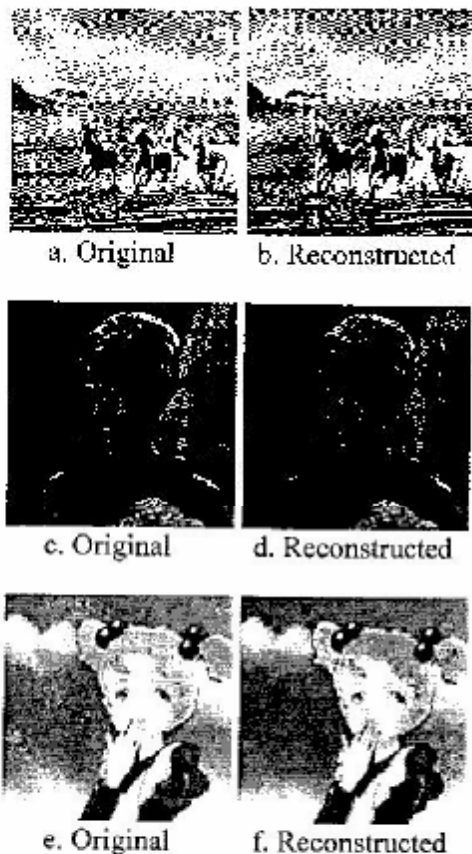 a. Original
b. Reconstructed
c. Original
d. Reconstructed
e. Original
f. Reconstructed